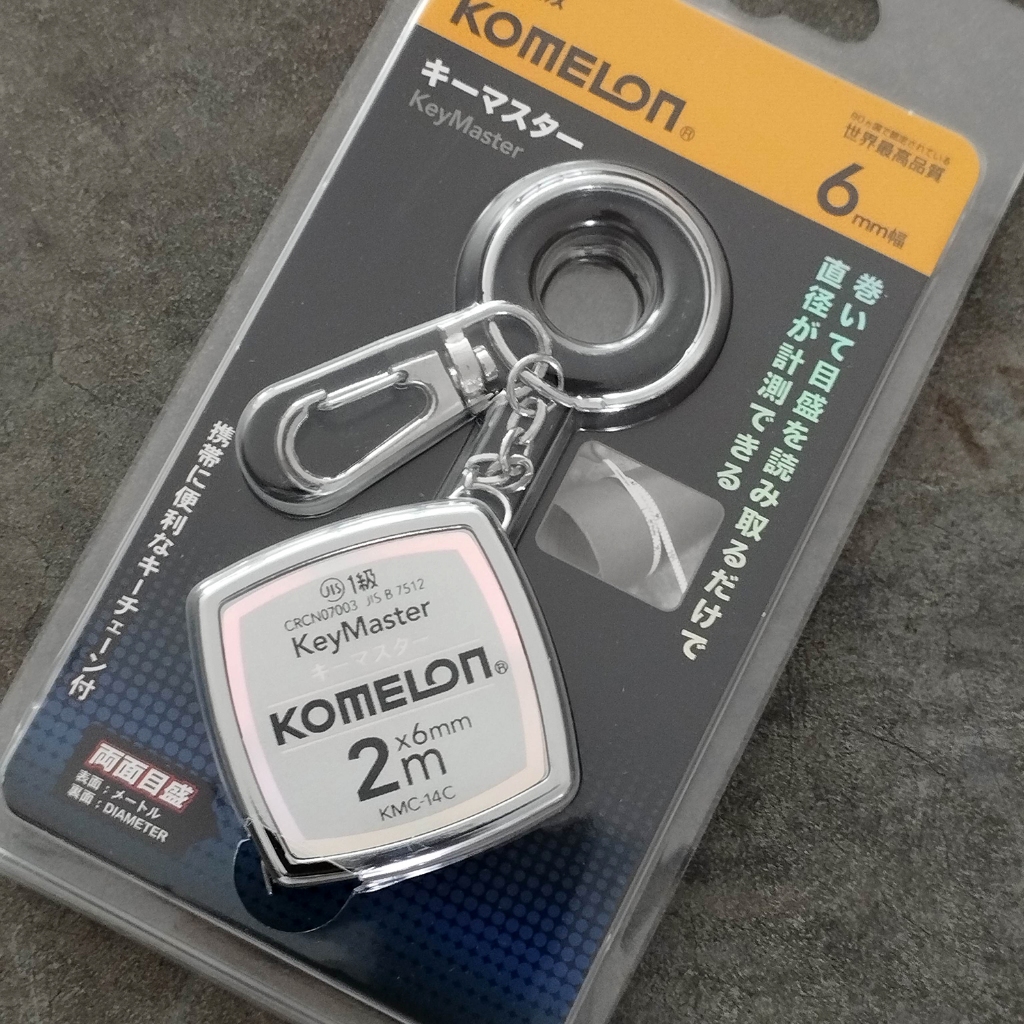 KOMELON®
キーマスター
KeyMaster
世界最高品質
6mm幅
巻いて目盛を読み取るだけで
直径が計測できる
携帯に便利なキーチェーン付
JIS 1級
CRCN07003 JIS B 7512
KeyMaster
キーマスター
KOMELON®
2m x6mm
KMC-14C
両面目盛
表面：メートル
裏面：DIAMETER